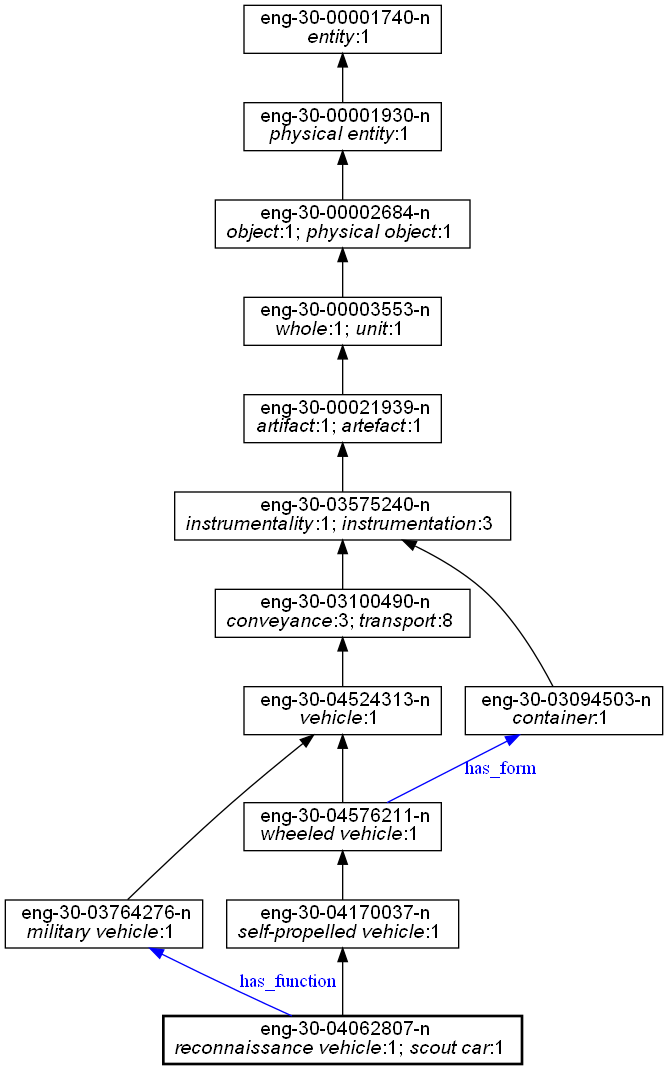 eng-30-00001740-n
entity:1
eng-30-00001930-n
physical entity:1
eng-30-00002684-n
object:1; physical object:1
eng-30-00003553-n
whole:1; unit:1
eng-30-00021939-n
artifact:1; artefact:1
eng-30-03575240-n
instrumentality:1; instrumentation:3
eng-30-03100490-n
conveyance:3; transport:8
eng-30-04524313-n
vehicle:1
eng-30-03094503-n
container:1
has_form
eng-30-04576211-n
wheeled vehicle:1
eng-30-03764276-n
military vehicle:1
eng-30-04170037-n
self-propelled vehicle:1
has_function
eng-30-04062807-n
reconnaissance vehicle:1; scout car:1